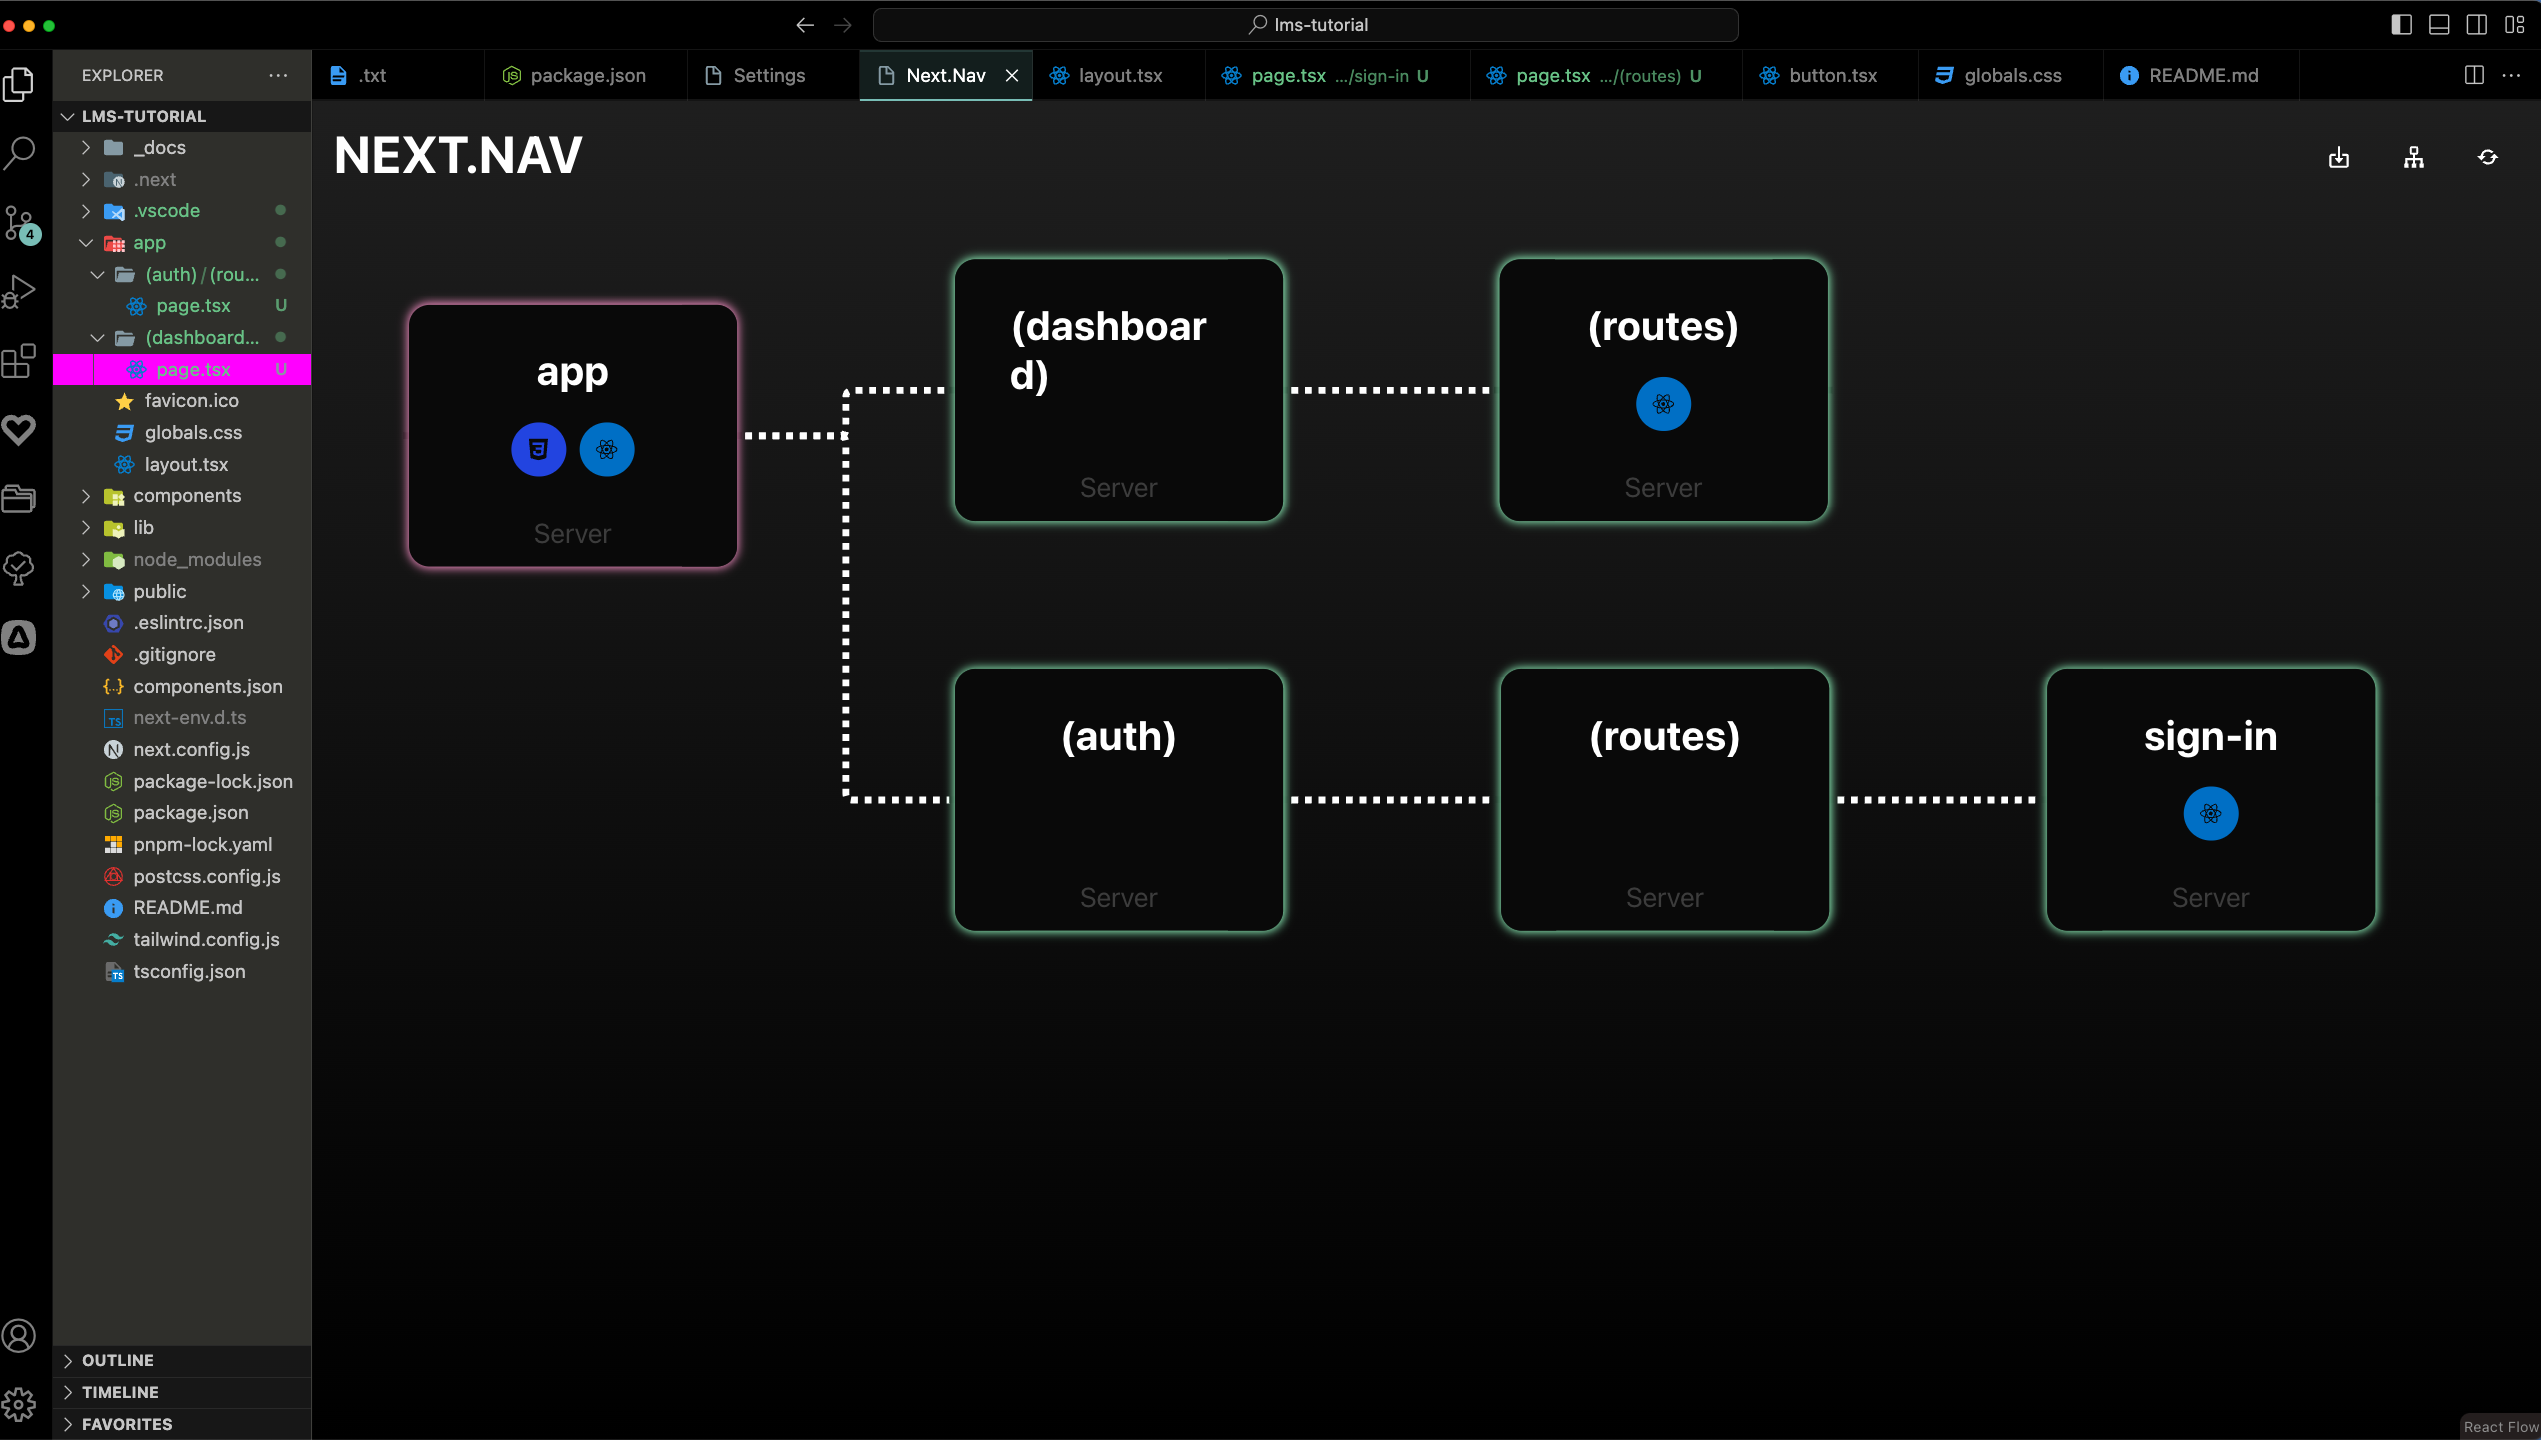 lms-tutorial
EXPLORER
.txt
package.json
Settings
Next.Nav
layout.tsx
page.tsx .../sign-in U
page.tsx .../(routes) U
button.tsx
globals.css
README.md
LMS-TUTORIAL
_docs
.next
.vscode
app
(auth)/(rou...
page.tsx U
(dashboard...
page.tsx U
favicon.ico
globals.css
layout.tsx
components
lib
node_modules
public
.eslintrc.json
.gitignore
components.json
next-env.d.ts
next.config.js
package-lock.json
package.json
pnpm-lock.yaml
postcss.config.js
README.md
tailwind.config.js
tsconfig.json
OUTLINE
TIMELINE
FAVORITES
4
NEXT.NAV
app
Server
(dashboar
d)
Server
(routes)
Server
(auth)
Server
(routes)
Server
sign-in
Server
React Flow